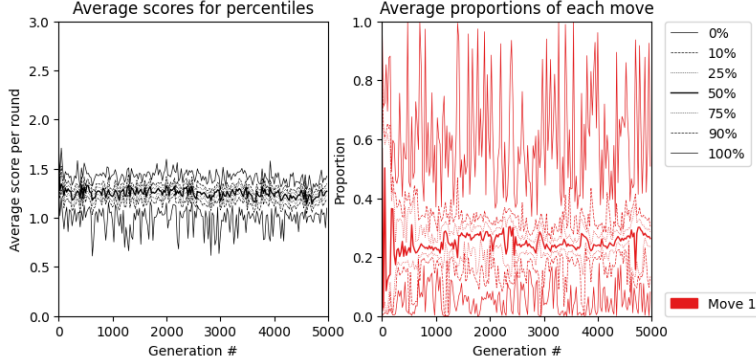 Average scores for percentiles
3.0
2.5
2.0
1.5
1.0
0.5
0.0
Average score per round
0 1000 2000 3000 4000 5000
Generation #
Average proportions of each move
1.0
0.8
0.6
0.4
0.2
0.0
Proportion
0 1000 2000 3000 4000 5000
Generation #
0%
10%
25%
50%
75%
90%
100%
Move 1